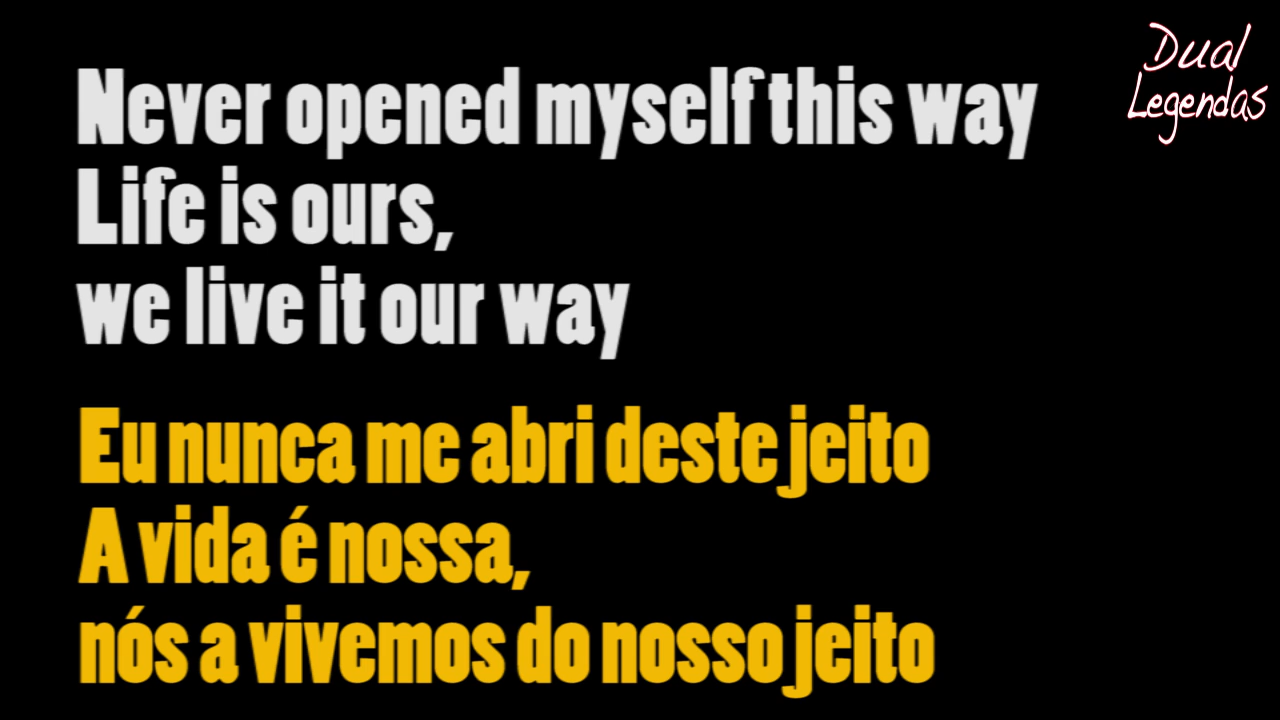 Dual
Legendas
Never opened myself this way
Life is ours,
we live it our way
Eu nunca me abri deste jeito
A vida é nossa,
nós a vivemos do nosso jeito